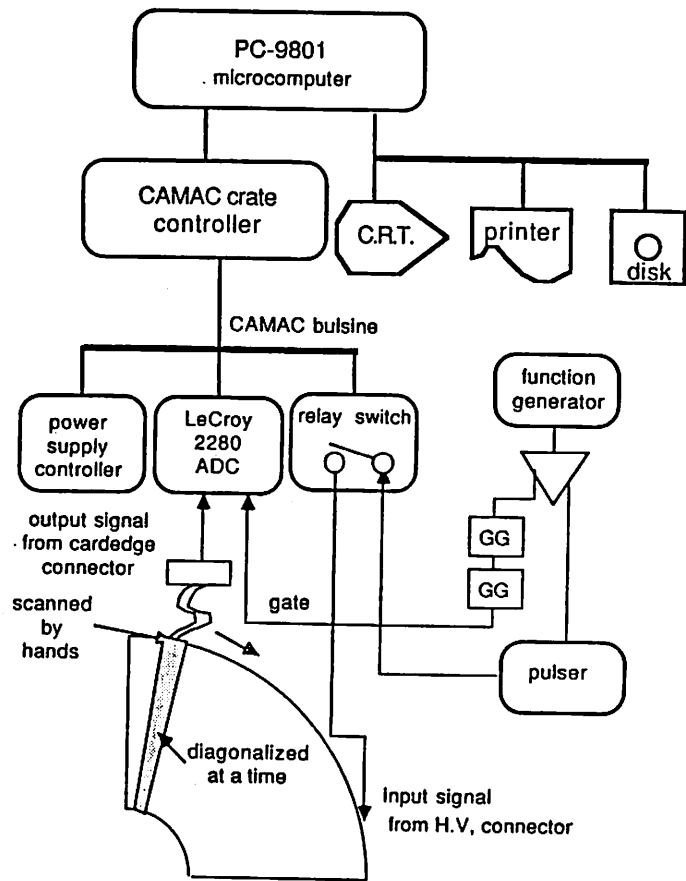 PC-9801
microcomputer
CAMAC crate
controller
C.R.T.
printer
disk
CAMAC bulsine
power
supply
controller
LeCroy
2280
ADC
relay switch
function
generator
output signal
from cardedge
connector
GG
GG
gate
scanned
by
hands
pulser
diagonalized
at a time
Input signal
from H.V, connector